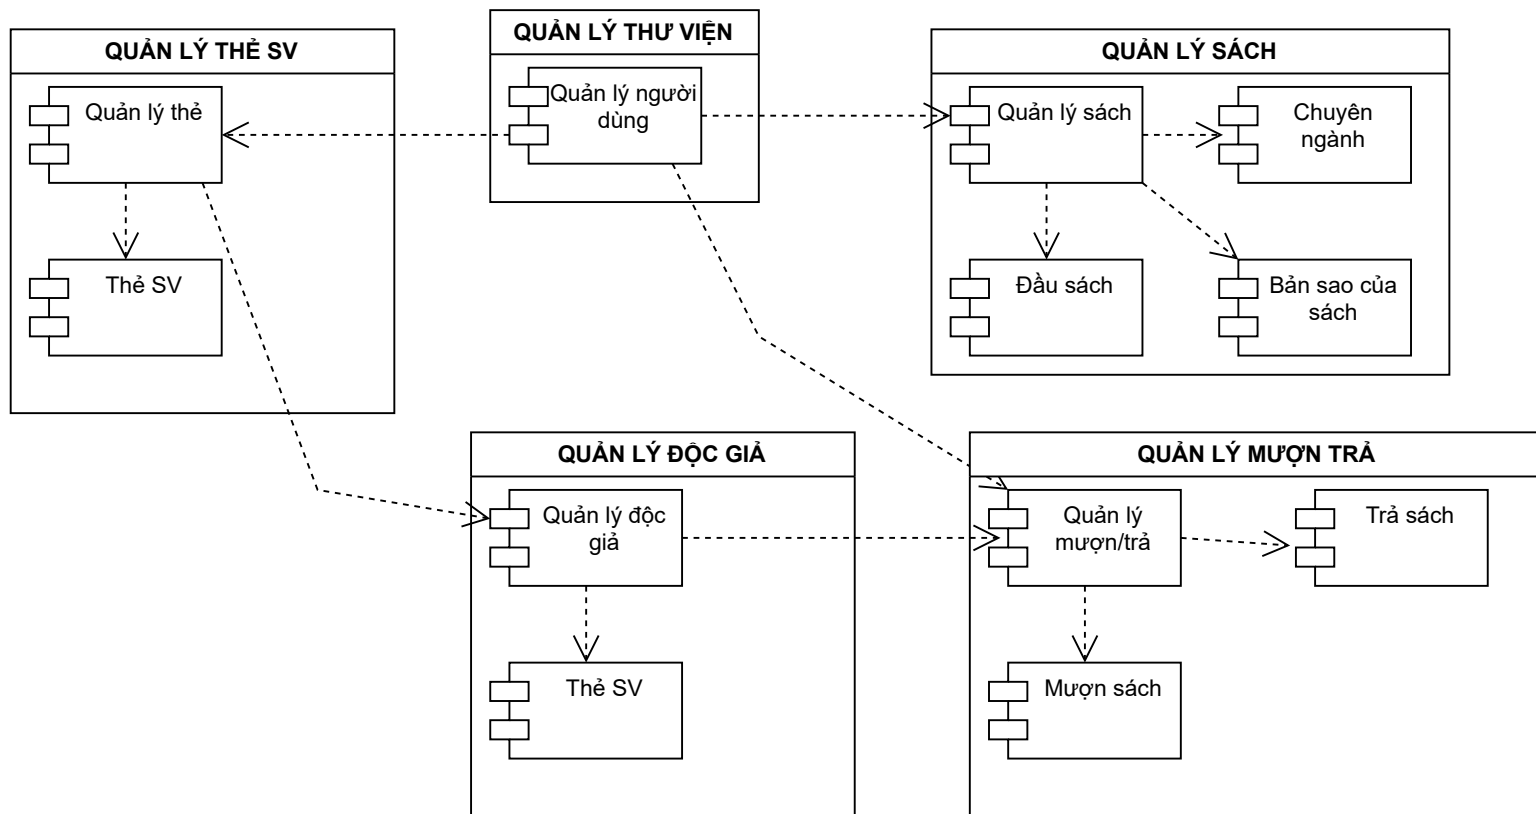 QUẢN LÝ THẺ SV
Quản lý thẻ
Thẻ SV
QUẢN LÝ THƯ VIỆN
Quản lý người
dùng
QUẢN LÝ SÁCH
Quản lý sách
Chuyên
ngành
Đầu sách
Bản sao của
sách
QUẢN LÝ ĐỘC GIẢ
Quản lý độc
giả
Thẻ SV
QUẢN LÝ MƯỢN TRẢ
Quản lý
mượn/trả
Trả sách
Mượn sách